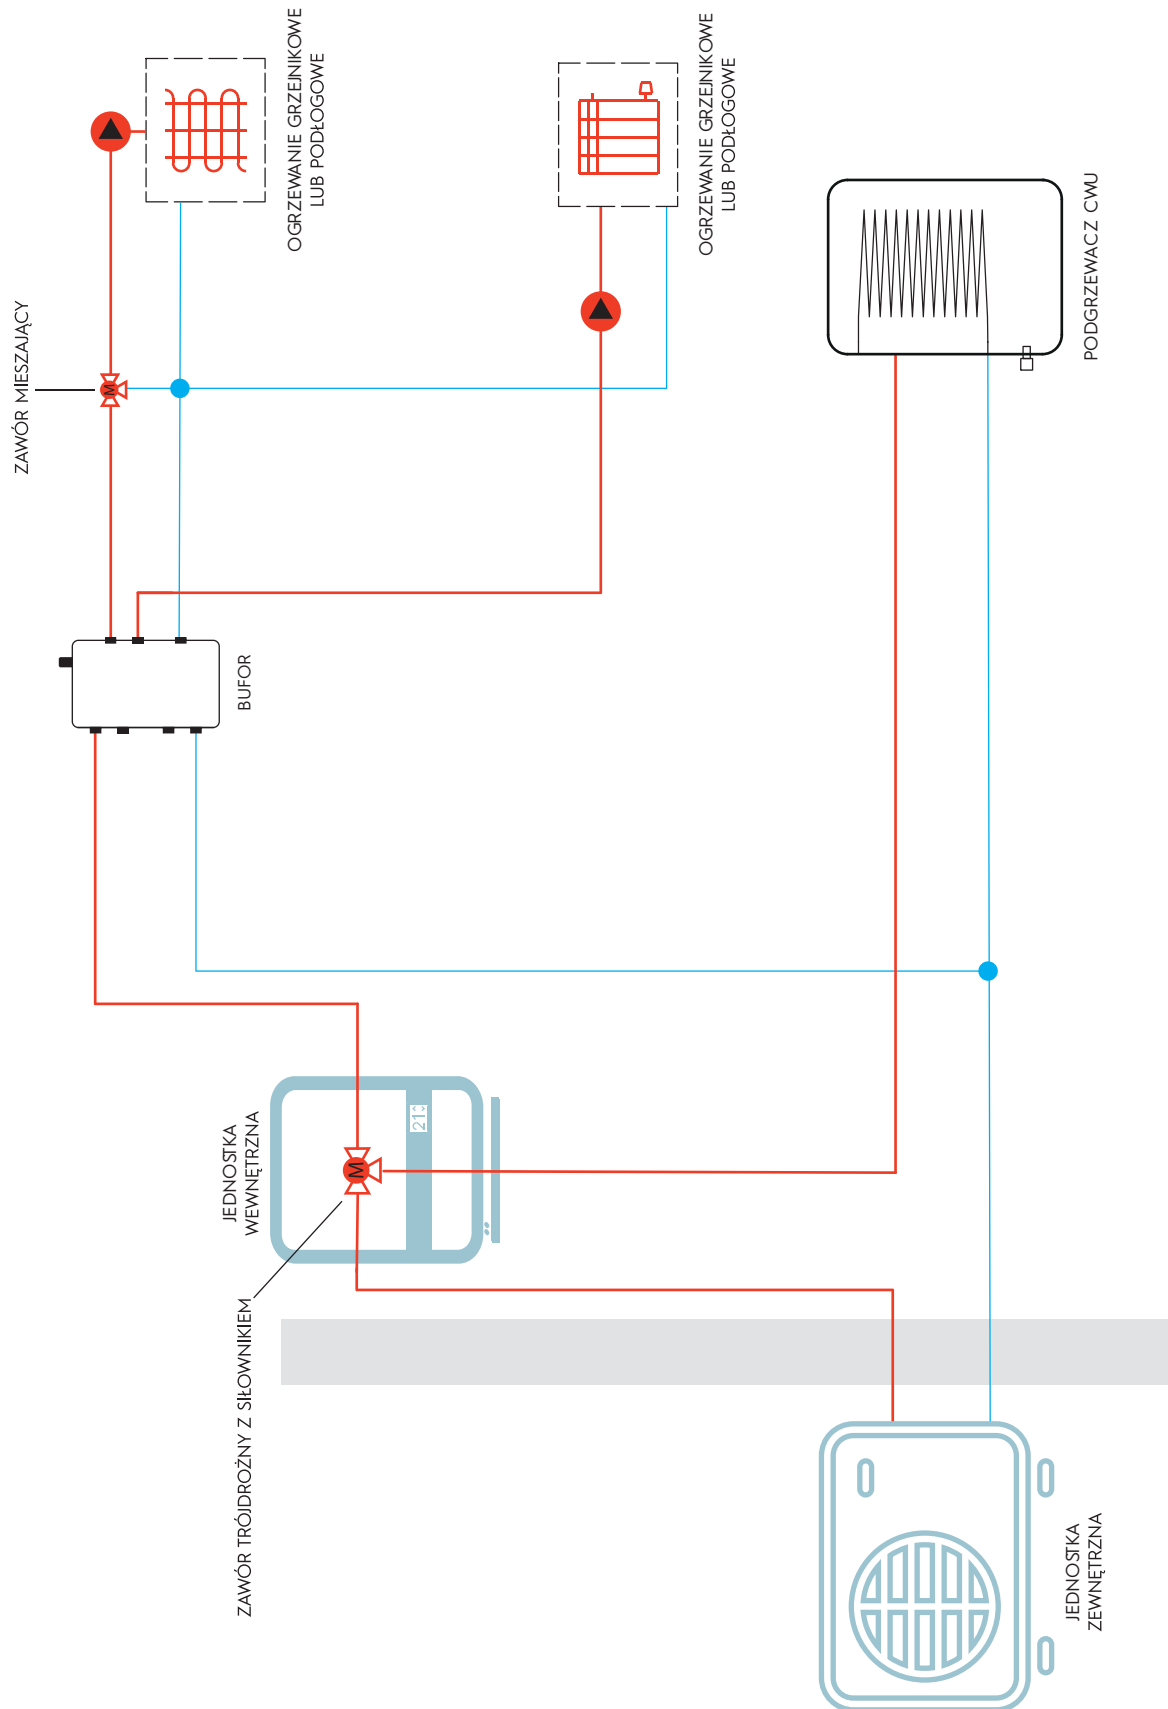 OGRZEWANIE GRZEJNIKOWE
LUB PODŁOGOWE
OGRZEWANIE GRZEJNIKOWE
LUB PODŁOGOWE
PODGRZEWACZ CWU
ZAWÓR MIESZAJĄCY
M
BUFOR
JEDNOSTKA
WEWNĘTRZNA
M
ZAWÓR TRÓJDROŻNY Z SIŁOWNIKIEM
JEDNOSTKA
ZEWNĘTRZNA